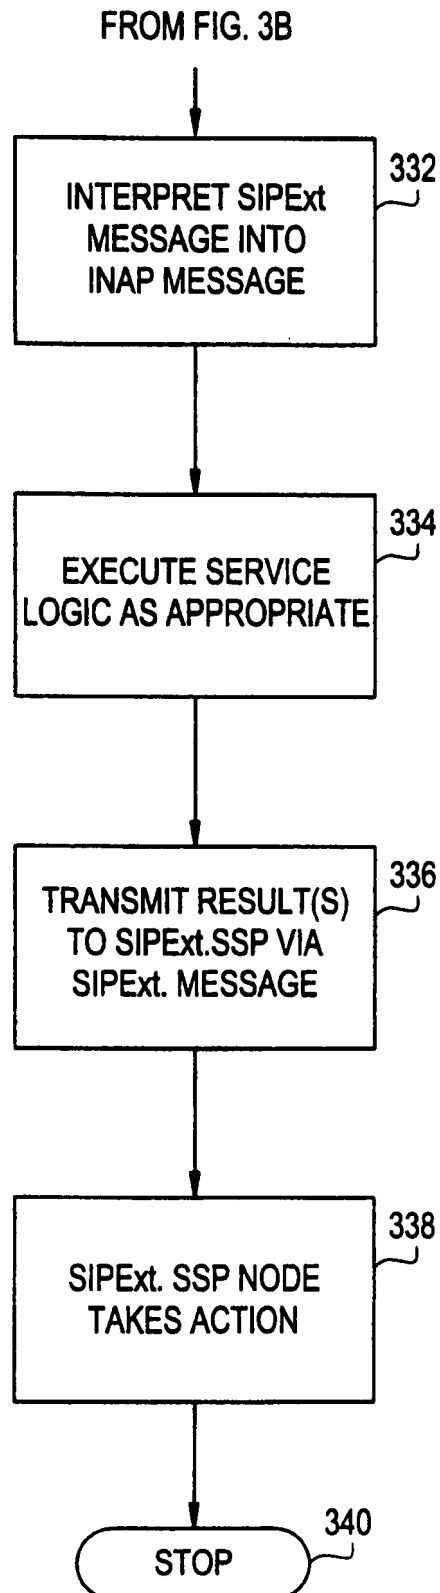 FROM FIG. 3B
332
INTERPRET SIPExt
MESSAGE INTO
INAP MESSAGE
334
EXECUTE SERVICE
LOGIC AS APPROPRIATE
336
TRANSMIT RESULT(S)
TO SIPExt.SSP VIA
SIPExt. MESSAGE
338
SIPExt. SSP NODE
TAKES ACTION
340
STOP